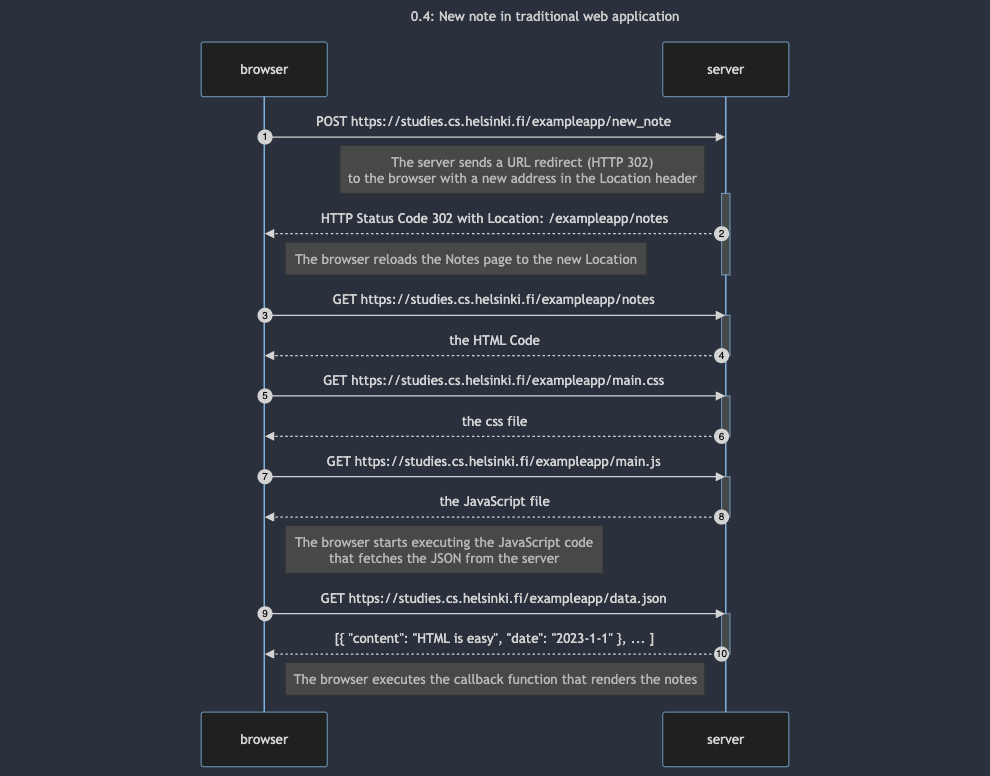 0.4: New note in traditional web application
browser
server
POST https://studies.cs.helsinki.fi/exampleapp/new_note
1
The server sends a URL redirect (HTTP 302)
to the browser with a new address in the Location header
HTTP Status Code 302 with Location: /exampleapp/notes
2
The browser reloads the Notes page to the new Location
GET https://studies.cs.helsinki.fi/exampleapp/notes
3
the HTML Code
4
GET https://studies.cs.helsinki.fi/exampleapp/main.css
5
the css file
6
GET https://studies.cs.helsinki.fi/exampleapp/main.js
7
the JavaScript file
8
The browser starts executing the JavaScript code
that fetches the JSON from the server
GET https://studies.cs.helsinki.fi/exampleapp/data.json
9
[{ "content": "HTML is easy", "date": "2023-1-1" }, ... ]
10
The browser executes the callback function that renders the notes
browser
server